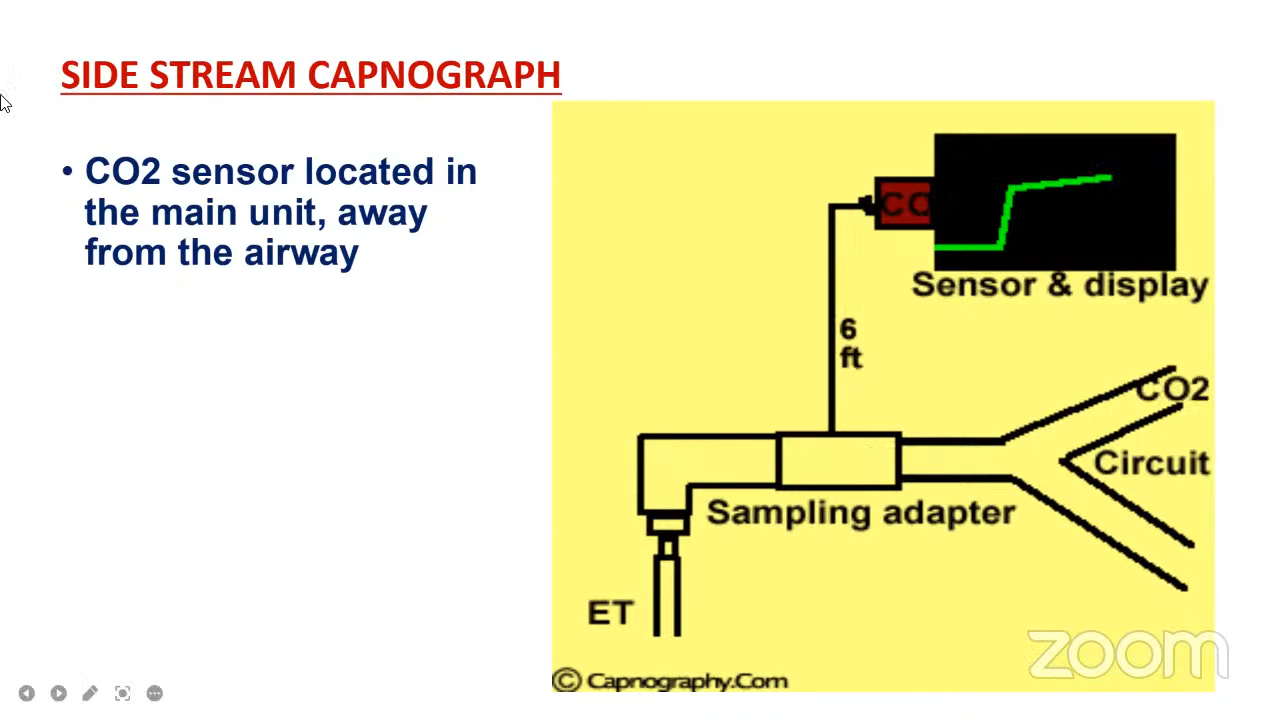 SIDE STREAM CAPNOGRAPH
• CO2 sensor located in
the main unit, away
from the airway
CO
Sensor & display
6
ft
CO2
Circuit
Sampling adapter
ET
© Capnography.Com
zoom